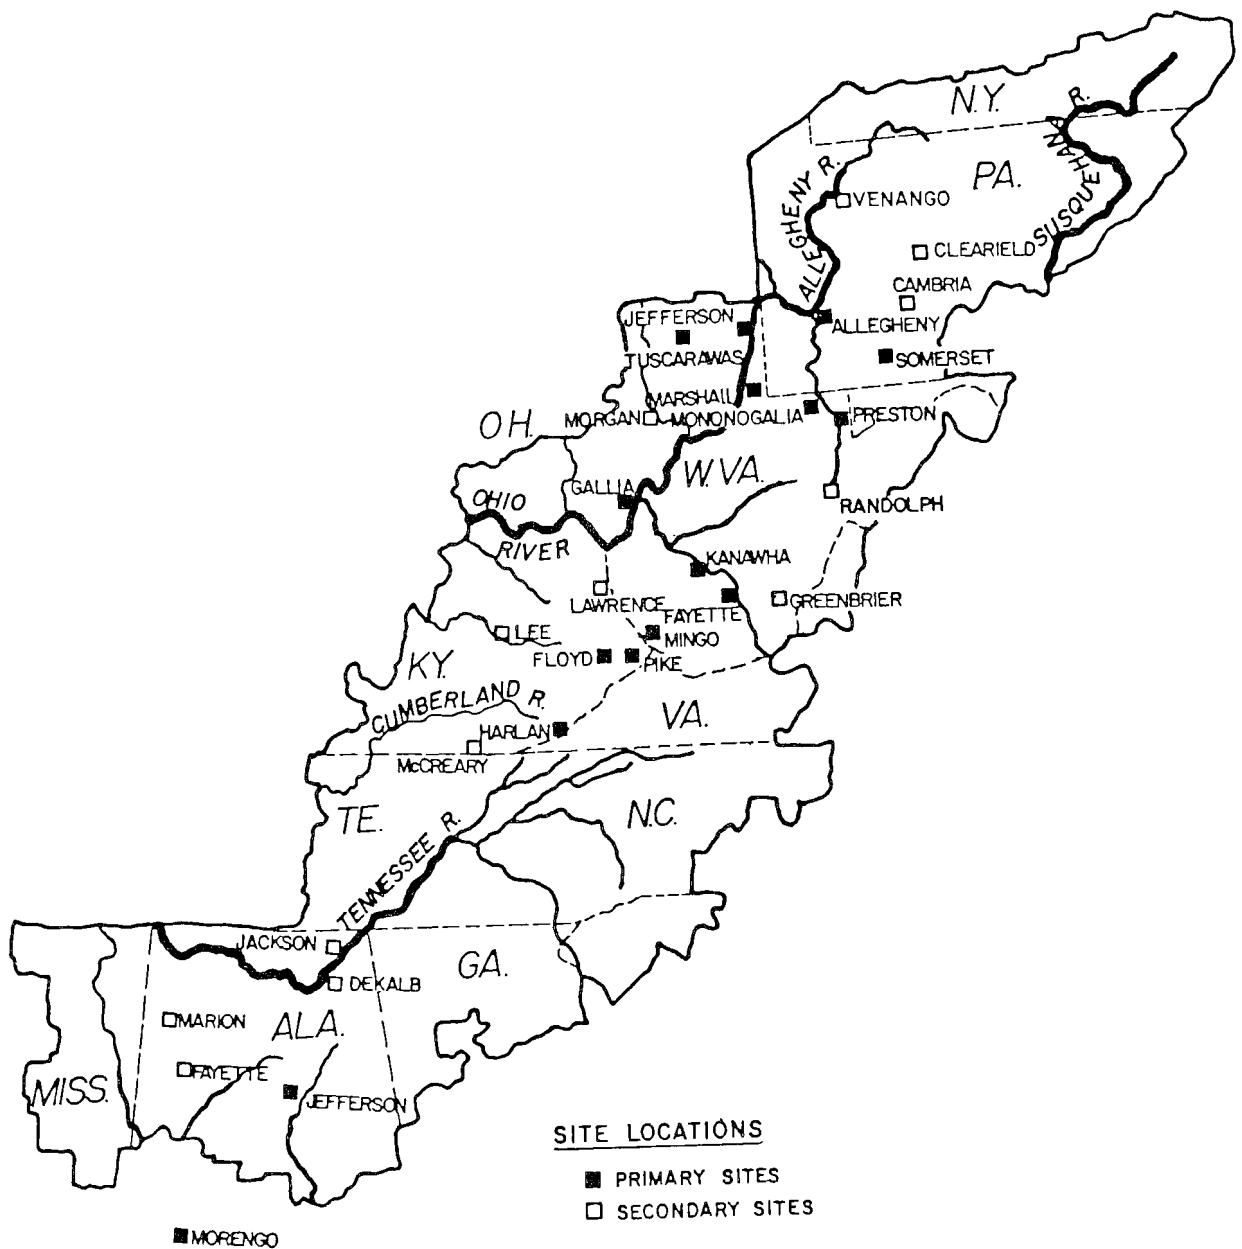 N.Y.
SUSQUEHANA R.
PA.
ALLEGHENY R.
VENANGO
CLEARIELD
CAMBRIA
JEFFERSON
ALLEGHENY
TUSCARAWAS
SOMERSET
MARSHALL
MORGAN
MONONOGALIA
PRESTON
OH.
W.VA.
GALLIA
OHIO
RIVER
RANDOLPH
KANAWHA
LAWRENCE
GREENBRIER
FAYETTE
LEE
MINGO
FLOYD
PIKE
KY.
CUMBERLAND R.
VA.
HARLAN
McCREARY
TE.
N.C.
TENNESSEE R.
JACKSON
GA.
DEKALB
MARION
ALA.
FAYETTE
MISS.
JEFFERSON
SITE LOCATIONS
PRIMARY SITES
SECONDARY SITES
MORENGO